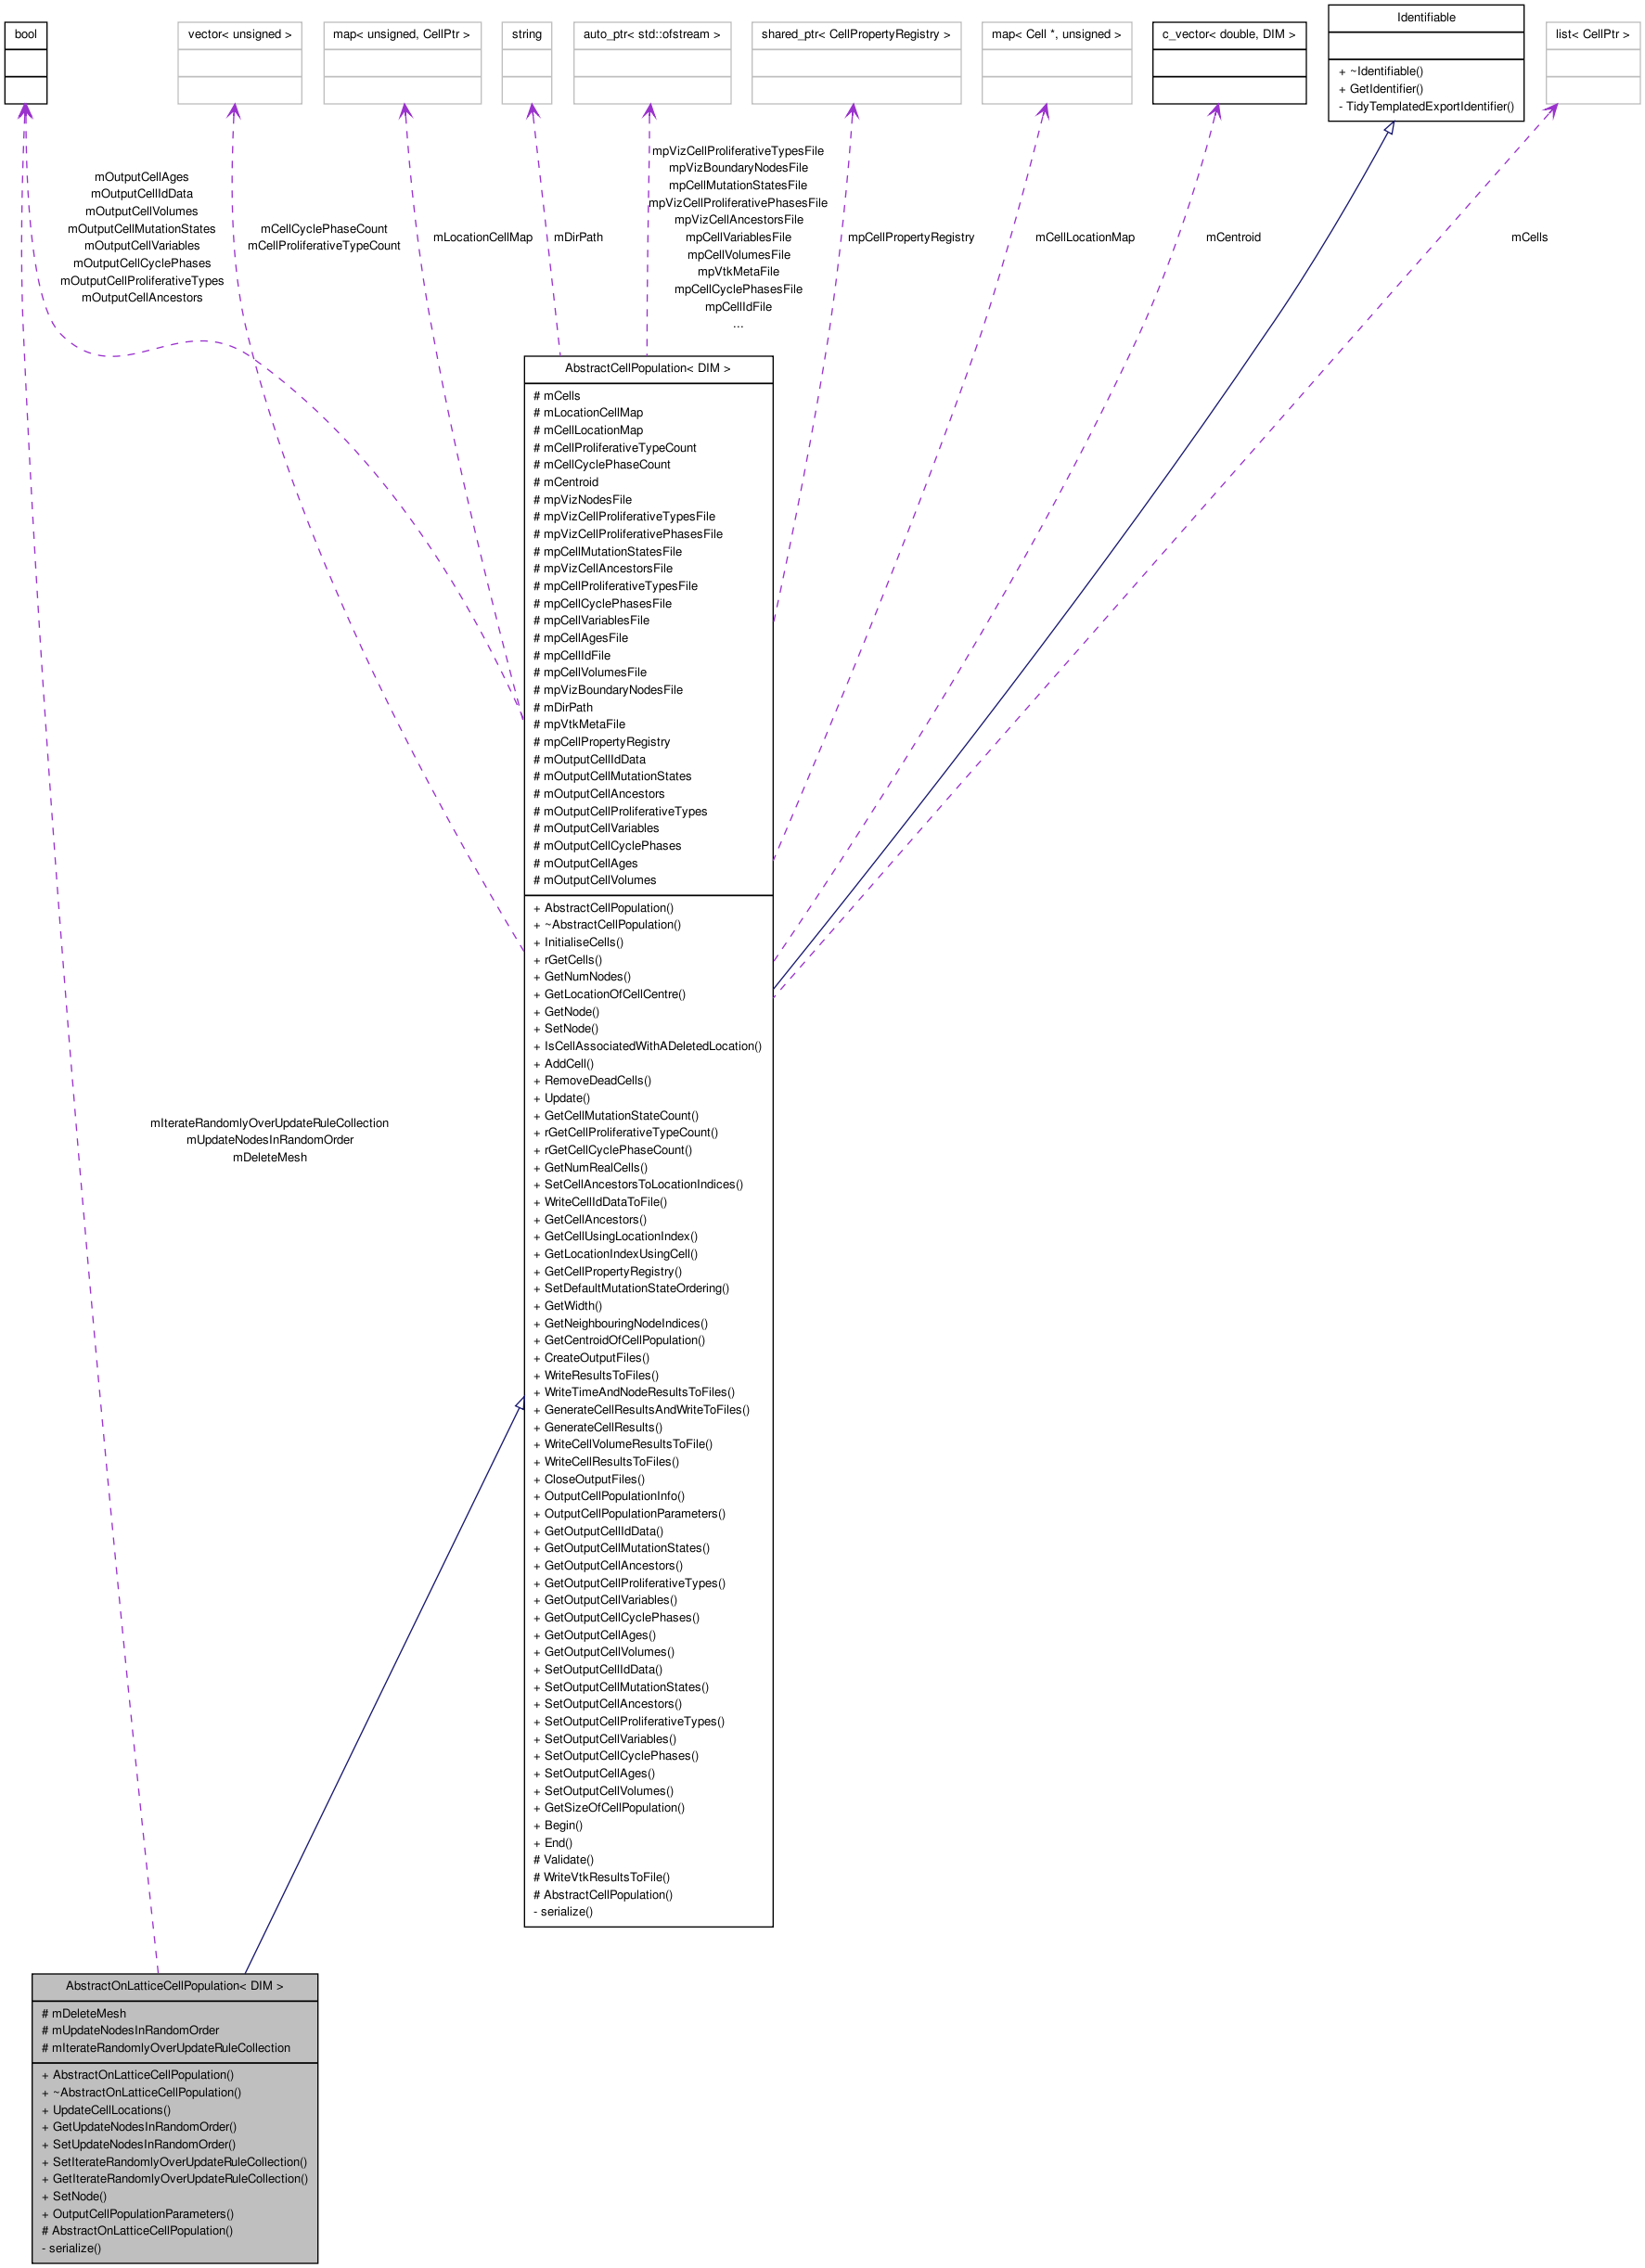 bool
vector< unsigned >
map< unsigned, CellPtr >
string
auto_ptr< std::ofstream >
shared_ptr< CellPropertyRegistry >
map< Cell *, unsigned >
c_vector< double, DIM >
Identifiable
+ ~Identifiable()
+ GetIdentifier()
- TidyTemplatedExportIdentifier()
list< CellPtr >
mOutputCellAges
mOutputCellIdData
mOutputCellVolumes
mOutputCellMutationStates
mOutputCellVariables
mOutputCellCyclePhases
mOutputCellProliferativeTypes
mOutputCellAncestors
mCellCyclePhaseCount
mCellProliferativeTypeCount
mLocationCellMap
mDirPath
mpVizCellProliferativeTypesFile
mpVizBoundaryNodesFile
mpCellMutationStatesFile
mpVizCellProliferativePhasesFile
mpVizCellAncestorsFile
mpCellVariablesFile
mpCellVolumesFile
mpVtkMetaFile
mpCellCyclePhasesFile
mpCellIdFile
...
mpCellPropertyRegistry
mCellLocationMap
mCentroid
mCells
AbstractCellPopulation< DIM >
# mCells
# mLocationCellMap
# mCellLocationMap
# mCellProliferativeTypeCount
# mCellCyclePhaseCount
# mCentroid
# mpVizNodesFile
# mpVizCellProliferativeTypesFile
# mpVizCellProliferativePhasesFile
# mpCellMutationStatesFile
# mpVizCellAncestorsFile
# mpCellProliferativeTypesFile
# mpCellCyclePhasesFile
# mpCellVariablesFile
# mpCellAgesFile
# mpCellIdFile
# mpCellVolumesFile
# mpVizBoundaryNodesFile
# mDirPath
# mpVtkMetaFile
# mpCellPropertyRegistry
# mOutputCellIdData
# mOutputCellMutationStates
# mOutputCellAncestors
# mOutputCellProliferativeTypes
# mOutputCellVariables
# mOutputCellCyclePhases
# mOutputCellAges
# mOutputCellVolumes
+ AbstractCellPopulation()
+ ~AbstractCellPopulation()
+ InitialiseCells()
+ rGetCells()
+ GetNumNodes()
+ GetLocationOfCellCentre()
+ GetNode()
+ SetNode()
+ IsCellAssociatedWithADeletedLocation()
+ AddCell()
+ RemoveDeadCells()
+ Update()
+ GetCellMutationStateCount()
+ rGetCellProliferativeTypeCount()
+ rGetCellCyclePhaseCount()
+ GetNumRealCells()
+ SetCellAncestorsToLocationIndices()
+ WriteCellIdDataToFile()
+ GetCellAncestors()
+ GetCellUsingLocationIndex()
+ GetLocationIndexUsingCell()
+ GetCellPropertyRegistry()
+ SetDefaultMutationStateOrdering()
+ GetWidth()
+ GetNeighbouringNodeIndices()
+ GetCentroidOfCellPopulation()
+ CreateOutputFiles()
+ WriteResultsToFiles()
+ WriteTimeAndNodeResultsToFiles()
+ GenerateCellResultsAndWriteToFiles()
+ GenerateCellResults()
+ WriteCellVolumeResultsToFile()
+ WriteCellResultsToFiles()
+ CloseOutputFiles()
+ OutputCellPopulationInfo()
+ OutputCellPopulationParameters()
+ GetOutputCellIdData()
+ GetOutputCellMutationStates()
+ GetOutputCellAncestors()
+ GetOutputCellProliferativeTypes()
+ GetOutputCellVariables()
+ GetOutputCellCyclePhases()
+ GetOutputCellAges()
+ GetOutputCellVolumes()
+ SetOutputCellIdData()
+ SetOutputCellMutationStates()
+ SetOutputCellAncestors()
+ SetOutputCellProliferativeTypes()
+ SetOutputCellVariables()
+ SetOutputCellCyclePhases()
+ SetOutputCellAges()
+ SetOutputCellVolumes()
+ GetSizeOfCellPopulation()
+ Begin()
+ End()
# Validate()
# WriteVtkResultsToFile()
# AbstractCellPopulation()
- serialize()
mIterateRandomlyOverUpdateRuleCollection
mUpdateNodesInRandomOrder
mDeleteMesh
AbstractOnLatticeCellPopulation< DIM >
# mDeleteMesh
# mUpdateNodesInRandomOrder
# mIterateRandomlyOverUpdateRuleCollection
+ AbstractOnLatticeCellPopulation()
+ ~AbstractOnLatticeCellPopulation()
+ UpdateCellLocations()
+ GetUpdateNodesInRandomOrder()
+ SetUpdateNodesInRandomOrder()
+ SetIterateRandomlyOverUpdateRuleCollection()
+ GetIterateRandomlyOverUpdateRuleCollection()
+ SetNode()
+ OutputCellPopulationParameters()
# AbstractOnLatticeCellPopulation()
- serialize()